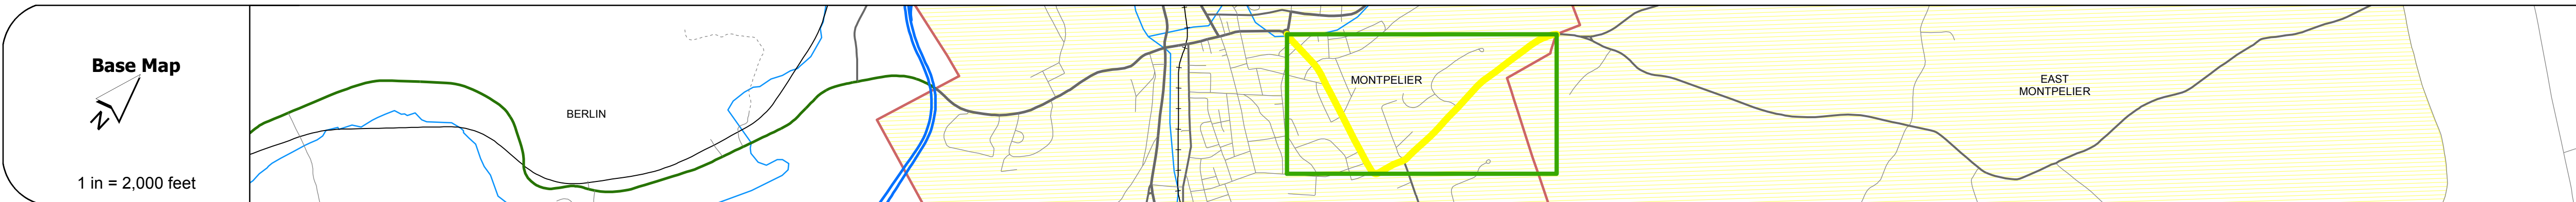 Base Map
N
1 in = 2,000 feet
BERLIN
MONTPELIER
EAST
MONTPELIER